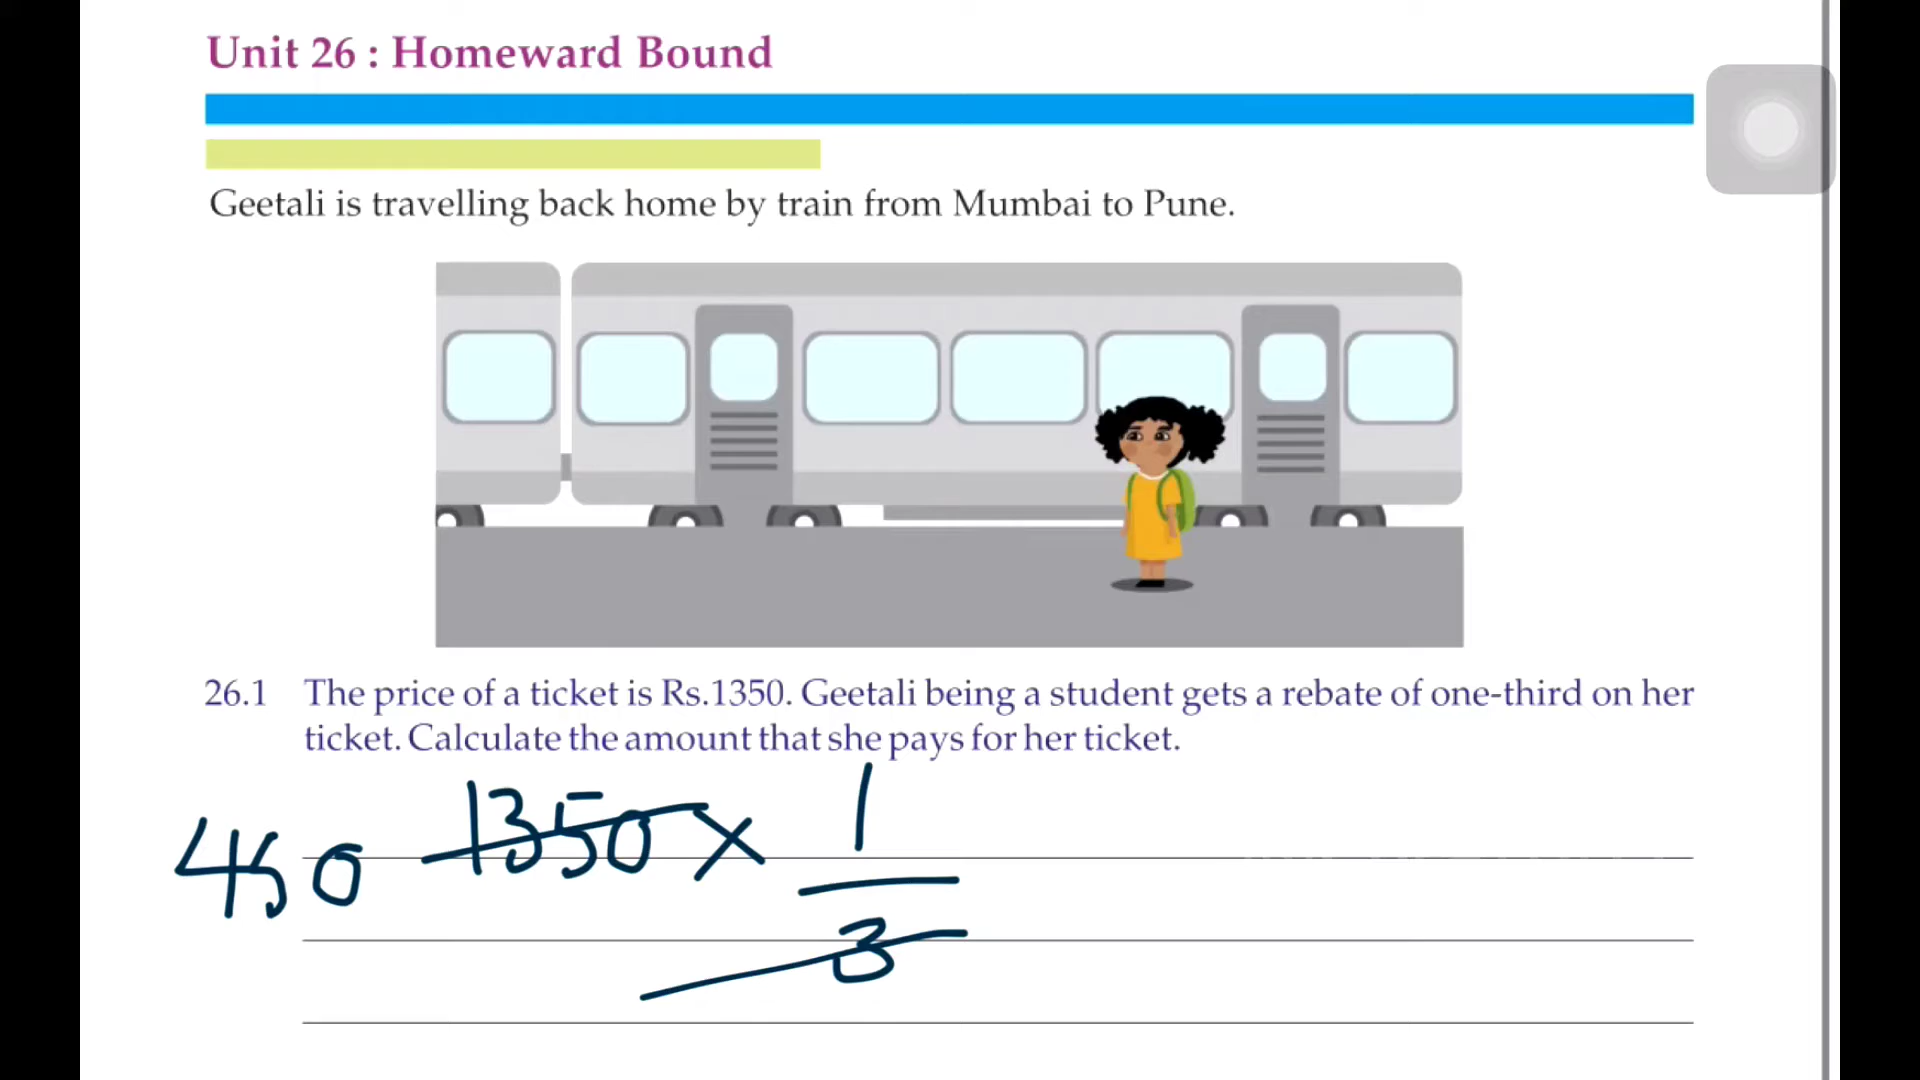 Unit 26 : Homeward Bound
Geetali is travelling back home by train from Mumbai to Pune.
26.1 The price of a ticket is Rs.1350. Geetali being a student gets a rebate of one-third on her
ticket. Calculate the amount that she pays for her ticket.
450 1350 × 1
3